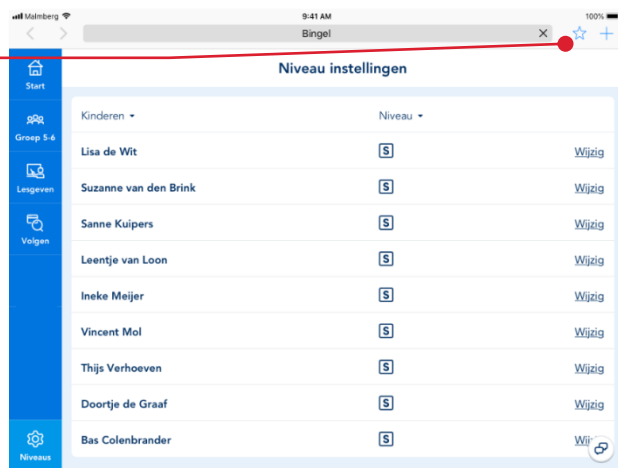 Malmberg 9:41 AM 100%
Bingel
Niveau instellingen
Start
Groep 5-6
Lesgeven
Volgen
Niveaus
Kinderen Niveau
Lisa de Wit S Wijzig
Suzanne van den Brink S Wijzig
Sanne Kuipers S Wijzig
Leentje van Loon S Wijzig
Ineke Meijer S Wijzig
Vincent Mol S Wijzig
Thijs Verhoeven S Wijzig
Doortje de Graaf S Wijzig
Bas Colenbrander S